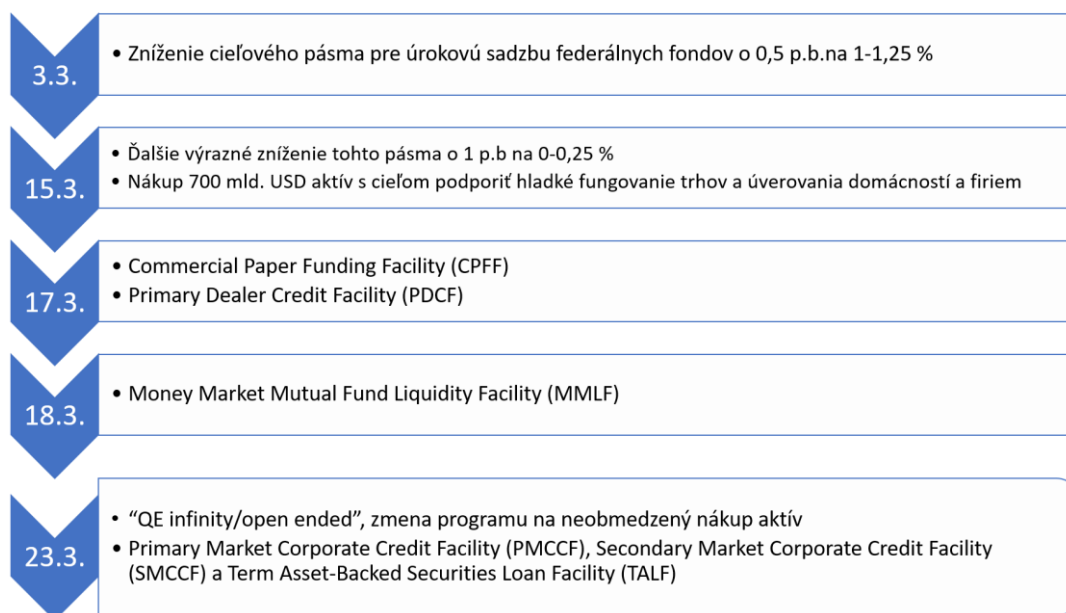 3.3.
• Zníženie cieľového pásma pre úrokovú sadzbu federálnych fondov o 0,5 p.b.na 1-1,25 %
15.3.
• Ďalšie výrazné zníženie tohto pásma o 1 p.b na 0-0,25 %
• Nákup 700 mld. USD aktív s cieľom podporiť hladké fungovanie trhov a úverovania domácností a firiem
17.3.
• Commercial Paper Funding Facility (CPFF)
• Primary Dealer Credit Facility (PDCF)
18.3.
• Money Market Mutual Fund Liquidity Facility (MMLF)
23.3.
• “QE infinity/open ended”, zmena programu na neobmedzený nákup aktív
• Primary Market Corporate Credit Facility (PMCCF), Secondary Market Corporate Credit Facility
(SMCCF) a Term Asset-Backed Securities Loan Facility (TALF)